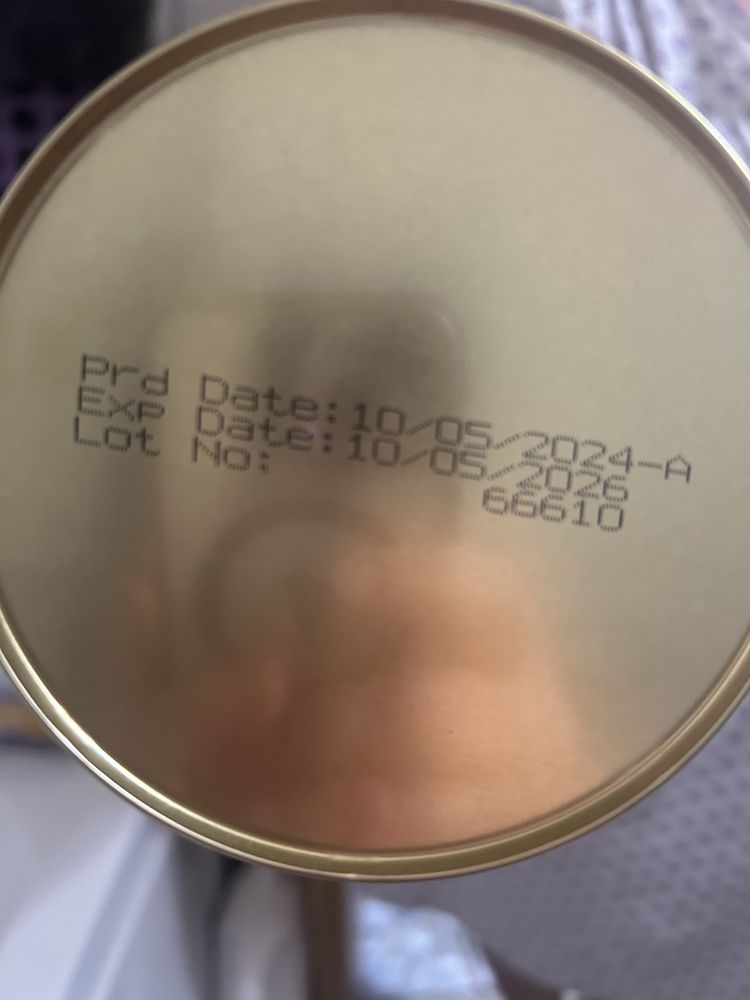 Prd Date:10/05/2024-A
Exp Date:10/05/2026
Lot No: 66610